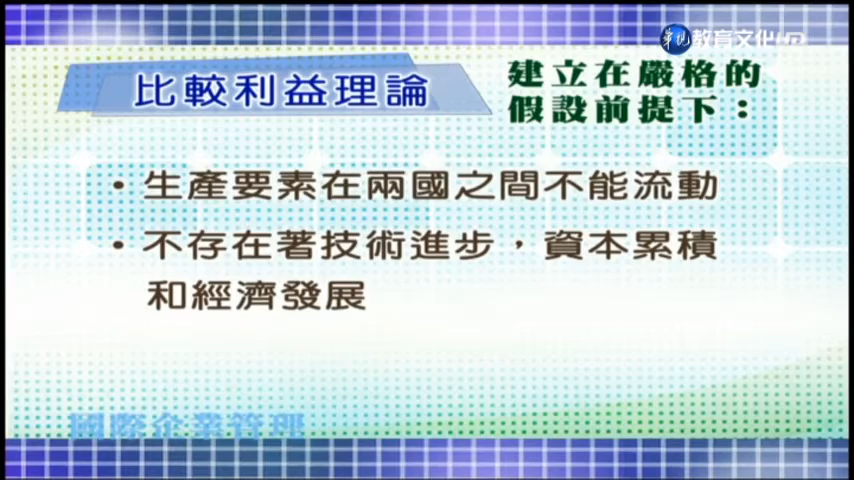 華視教育文化HD
比較利益理論
建立在嚴格的
假設前提下：
•生產要素在兩國之間不能流動
•不存在著技術進步，資本累積
和經濟發展
國際企業管理